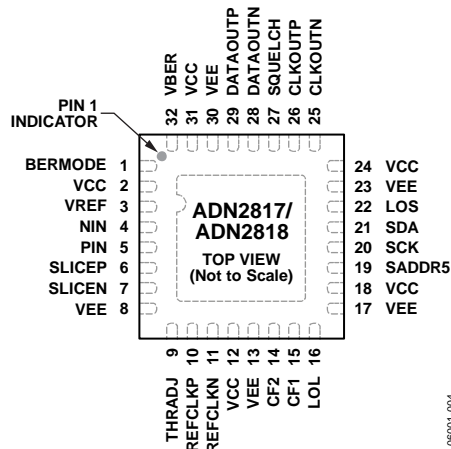 32 VBER
31 VCC
30 VEE
29 DATAOUTP
28 DATAOUTN
27 SQUELCH
26 CLKOUTP
25 CLKOUTN
PIN 1
INDICATOR
BERMODE 1
VCC 2
VREF 3
NIN 4
PIN 5
SLICEP 6
SLICEN 7
VEE 8
ADN2817/
ADN2818
TOP VIEW
(Not to Scale)
24 VCC
23 VEE
22 LOS
21 SDA
20 SCK
19 SADDR5
18 VCC
17 VEE
THRADJ 9
REFCLKP 10
REFCLKN 11
VCC 12
VEE 13
CF2 14
CF1 15
LOL 16